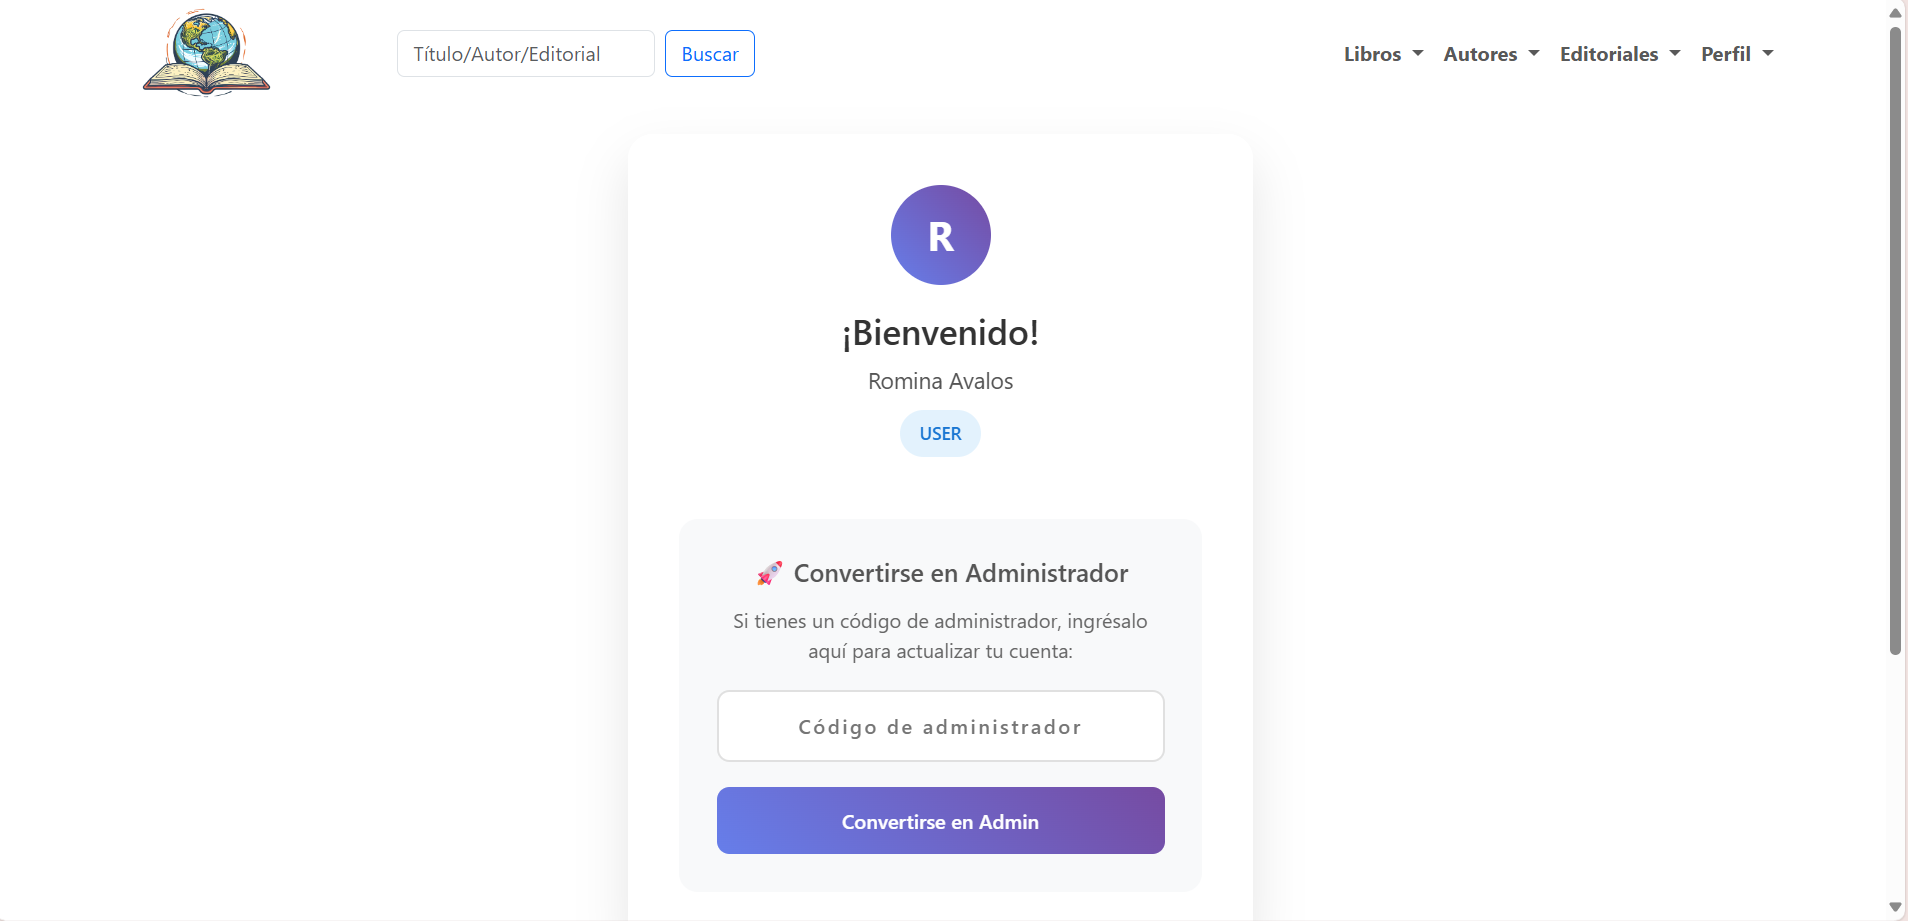 Título/Autor/Editorial
Buscar
Libros
Autores
Editoriales
Perfil
R
¡Bienvenido!
Romina Avalos
USER
🚀 Convertirse en Administrador
Si tienes un código de administrador, ingrésalo
aquí para actualizar tu cuenta:
Código de administrador
Convertirse en Admin